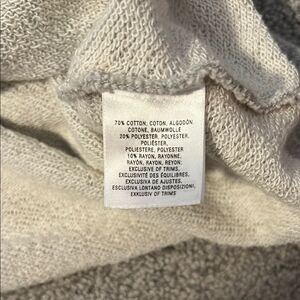 70% COTTON, COTON, ALGODÓN
COTONE, BAUMWOLLE
20% POLYESTER, POLYESTER,
POLIÉSTER,
POLIESTERE, POLYESTER
10% RAYON, RAYONNE,
RAYÓN, RAYON, REYON;
EXCLUSIVE OF TRIMS,
EXCLUSIVITÉ DES ÉQUILIBRES,
EXCLUSIVA DE AJUSTES,
ESCLUSIVA LONTANO DISPOSIZIONI,
EXKLUSIV OF TRIMS